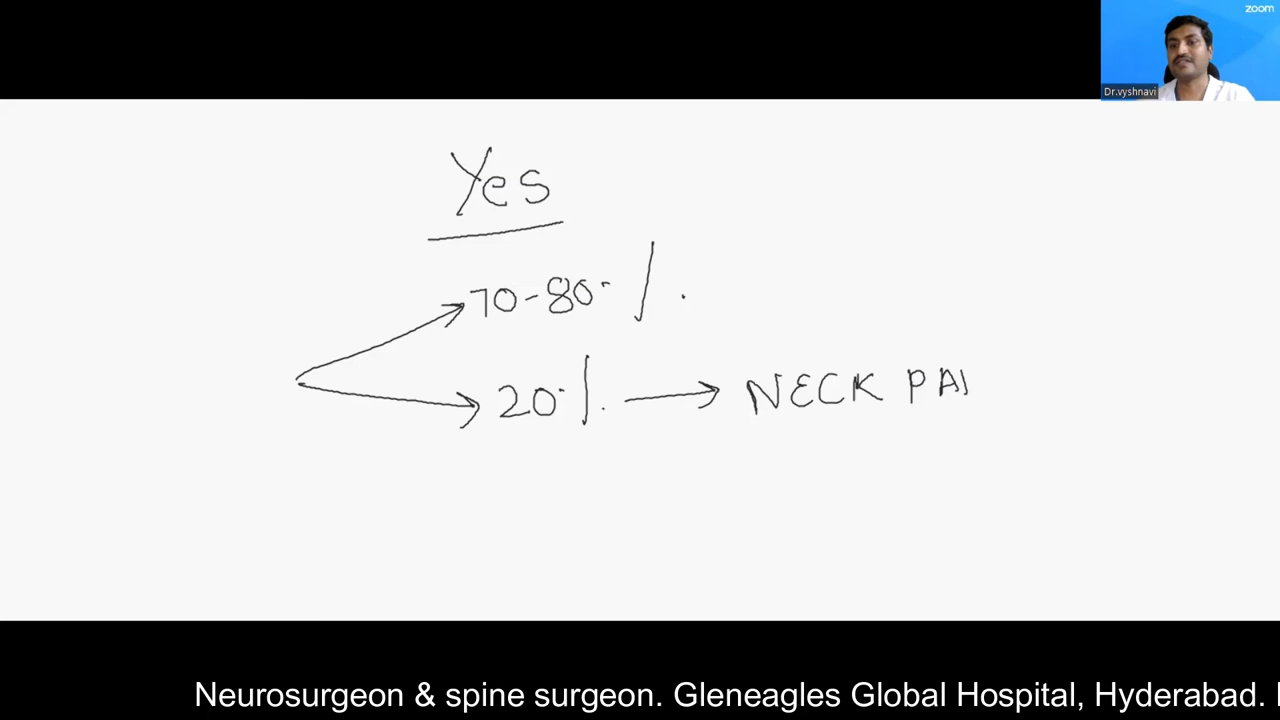 zoom
Dr.vyshnavi
Yes
70-80%.
20% → NECK PAI
Neurosurgeon & spine surgeon. Gleneagles Global Hospital, Hyderabad.